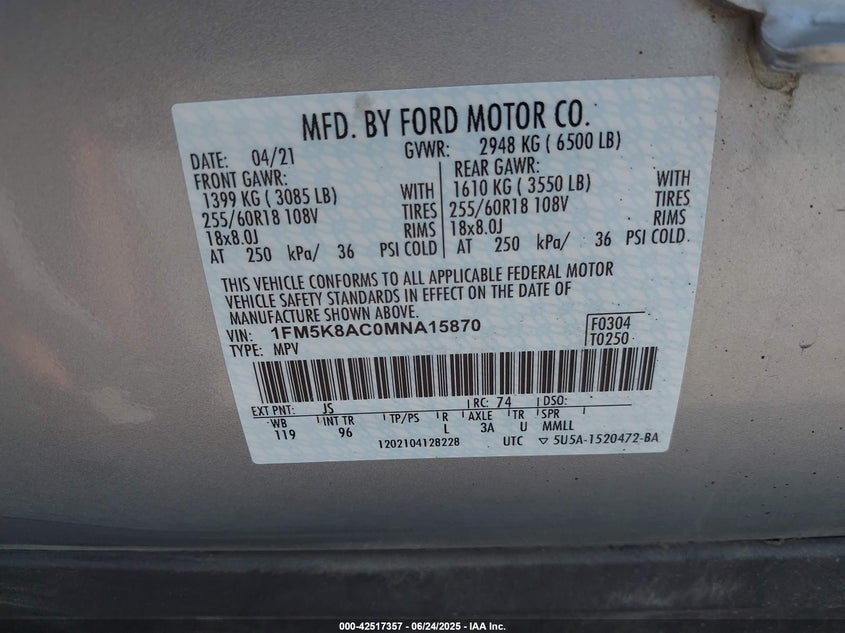 MFD. BY FORD MOTOR CO.
DATE: 04/21 GVWR: 2948 KG ( 6500 LB)
FRONT GAWR: REAR GAWR:
1399 KG ( 3085 LB) WITH 1610 KG ( 3550 LB) WITH
255/60R18 108V TIRES 255/60R18 108V TIRES
18x8.0J RIMS 18x8.0J RIMS
AT 250 kPa/ 36 PSI COLD AT 250 kPa/ 36 PSI COLD
THIS VEHICLE CONFORMS TO ALL APPLICABLE FEDERAL MOTOR
VEHICLE SAFETY STANDARDS IN EFFECT ON THE DATE OF
MANUFACTURE SHOWN ABOVE.
VIN: 1FM5K8AC0MNA15870 F0304
TYPE: MPV T0250
EXT PNT: JS RC: 74 DSO:
WB INT TR TP/PS R AXLE TR SPR
119 96 L 3A U MMLL
1202104128228 UTC ▽ 5U5A-1520472-BA
000-42517357 - 06/24/2025 - IAA Inc.